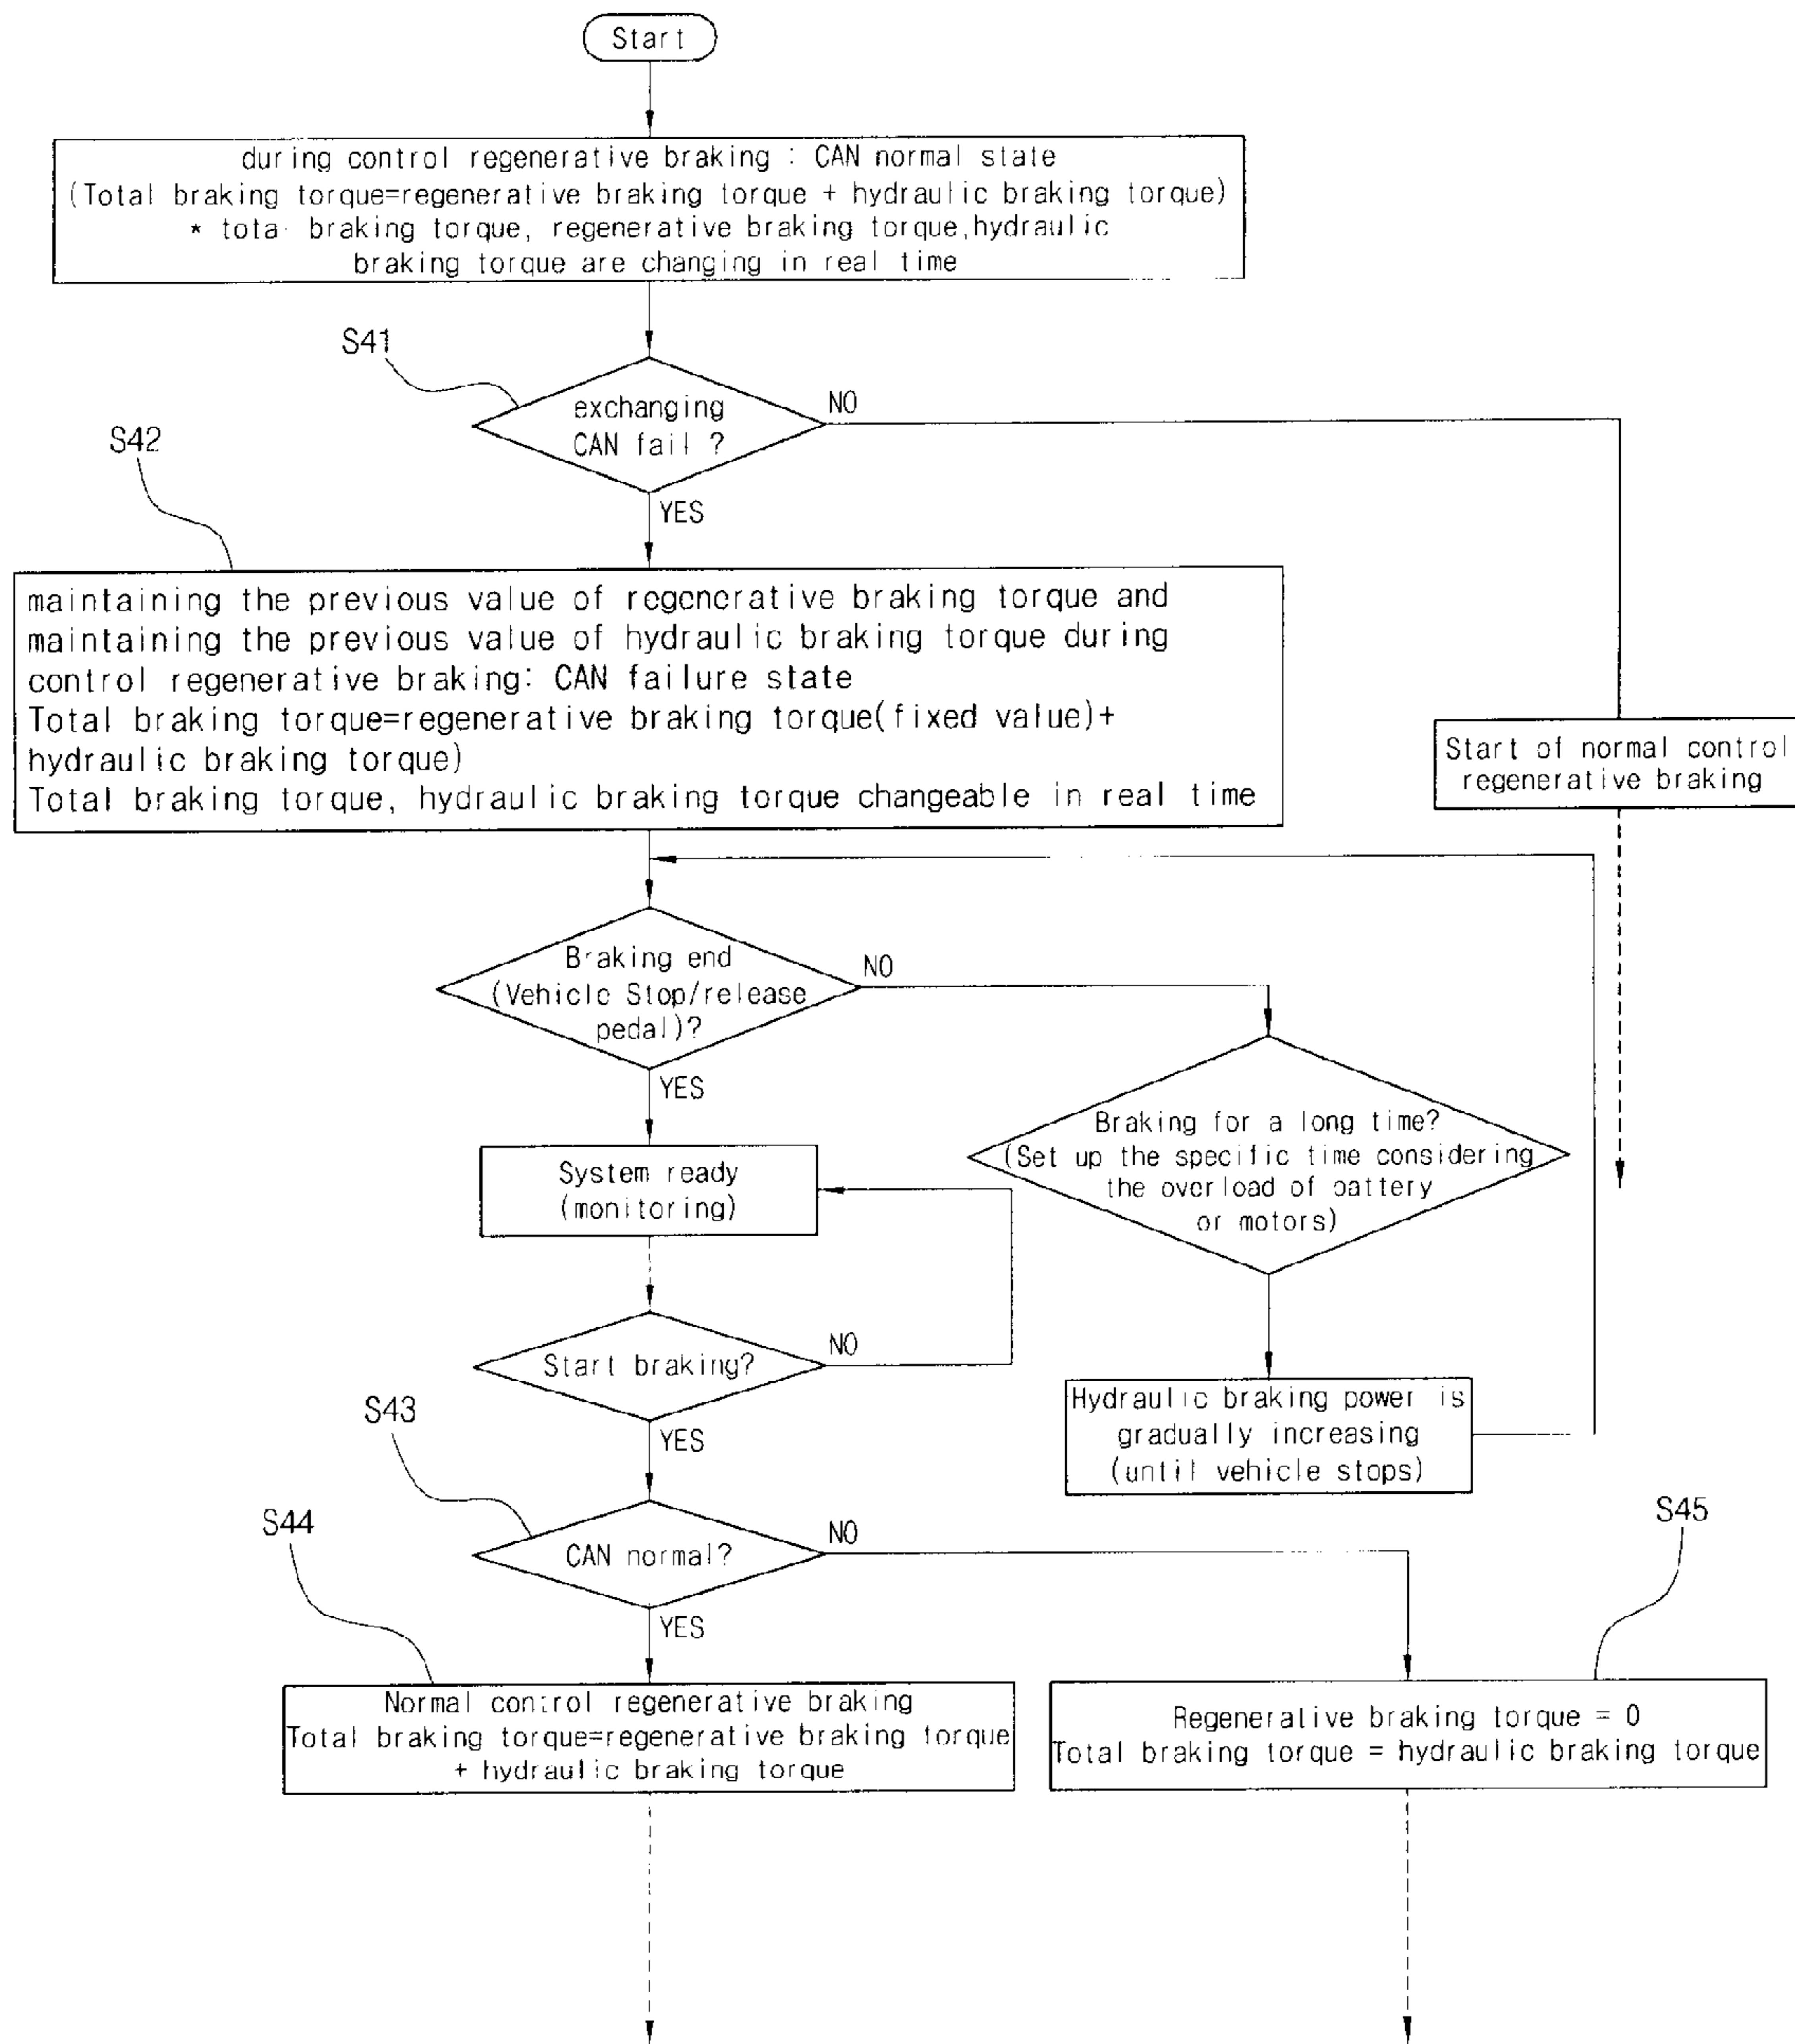 Start
during control regenerative braking : CAN normal state
(Total braking torque=regenerative braking torque + hydraulic braking torque)
* total braking torque, regenerative braking torque,hydraulic
braking torque are changing in real time
S41
exchanging
CAN fail ?
NO
YES
S42
maintaining the previous value of regenerative braking torque and
maintaining the previous value of hydraulic braking torque during
control regenerative braking: CAN failure state
Total braking torque=regenerative braking torque(fixed value)+
hydraulic braking torque)
Total braking torque, hydraulic braking torque changeable in real time
Start of normal control
regenerative braking
Braking end
(Vehicle Stop/release
pedal)?
NO
YES
Braking for a long time?
(Set up the specific time considering
the overload of battery
or motors)
System ready
(monitoring)
Start braking?
NO
YES
Hydraulic braking power is
gradually increasing
(until vehicle stops)
S43
CAN normal?
NO
YES
S44
Normal control regenerative braking
Total braking torque=regenerative braking torque
+ hydraulic braking torque
S45
Regenerative braking torque = 0
Total braking torque = hydraulic braking torque